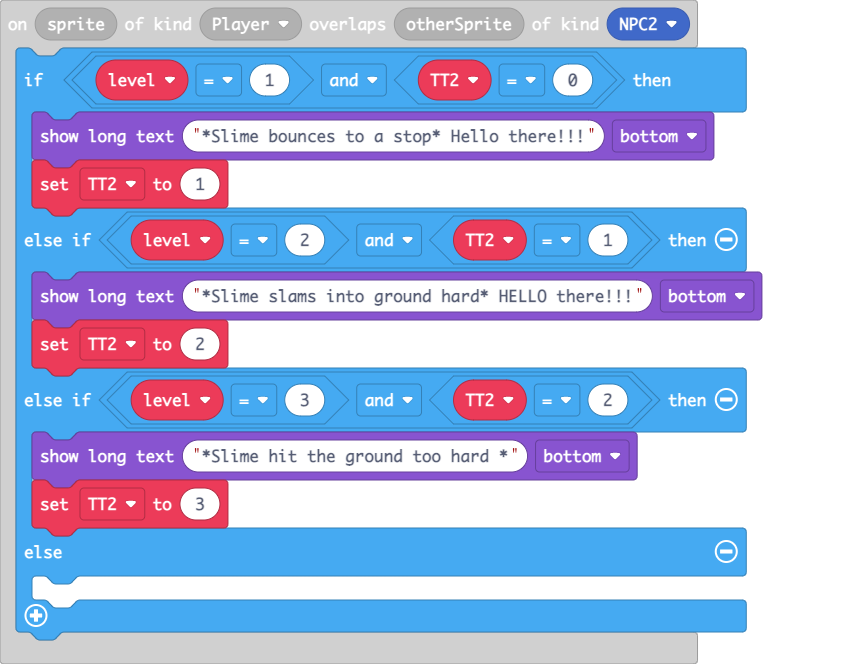 on sprite of kind Player overlaps otherSprite of kind NPC2
if level = 1 and TT2 = 0 then
show long text "*Slime bounces to a stop* Hello there!!!" bottom
set TT2 to 1
else if level = 2 and TT2 = 1 then
show long text "*Slime slams into ground hard* HELLO there!!!" bottom
set TT2 to 2
else if level = 3 and TT2 = 2 then
show long text "*Slime hit the ground too hard *" bottom
set TT2 to 3
else